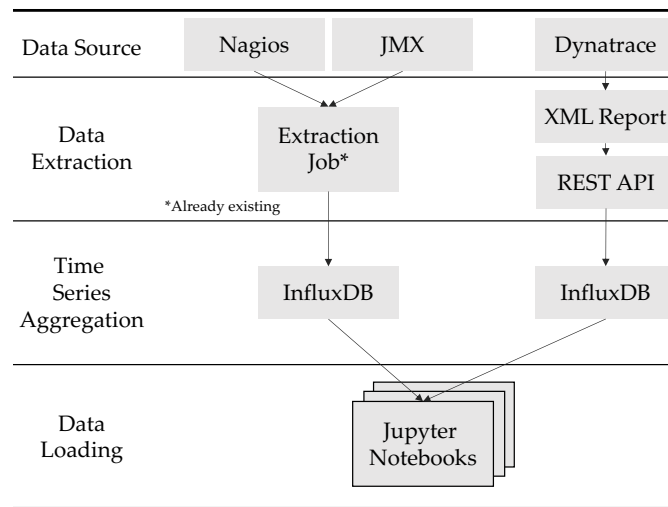 Data Source
Nagios
JMX
Dynatrace
Data
Extraction
Extraction
Job*
XML Report
REST API
*Already existing
Time
Series
Aggregation
InfluxDB
InfluxDB
Data
Loading
Jupyter
Notebooks